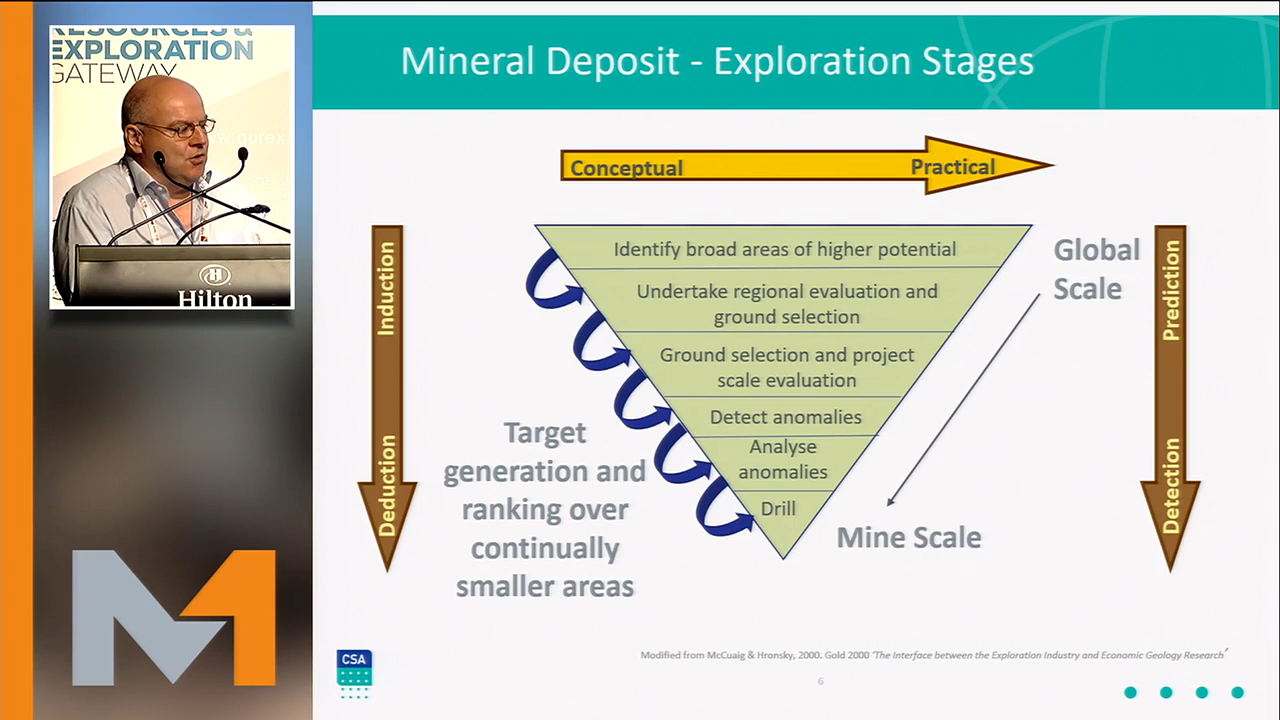 RESOURCES &
EXPLORATION
GATEWAY
Hilton
M1
Mineral Deposit - Exploration Stages
Conceptual
Practical
Induction
Deduction
Identify broad areas of higher potential
Undertake regional evaluation and
ground selection
Ground selection and project
scale evaluation
Detect anomalies
Analyse
anomalies
Drill
Global
Scale
Mine Scale
Prediction
Detection
Target
generation and
ranking over
continually
smaller areas
CSA
Modified from McCuaig & Hronsky, 2000. Gold 2000 'The Interface between the Exploration Industry and Economic Geology Research'
6